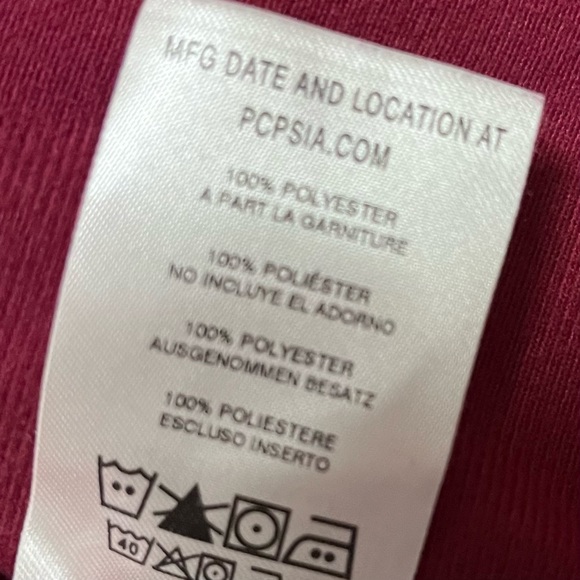 MFG DATE AND LOCATION AT
PCPSIA.COM
100% POLYESTER
A PART LA GARNITURE
100% POLIÉSTER
NO INCLUYE EL ADORNO
100% POLYESTER
AUSGENOMMEN BESATZ
100% POLIESTERE
ESCLUSO INSERTO
40